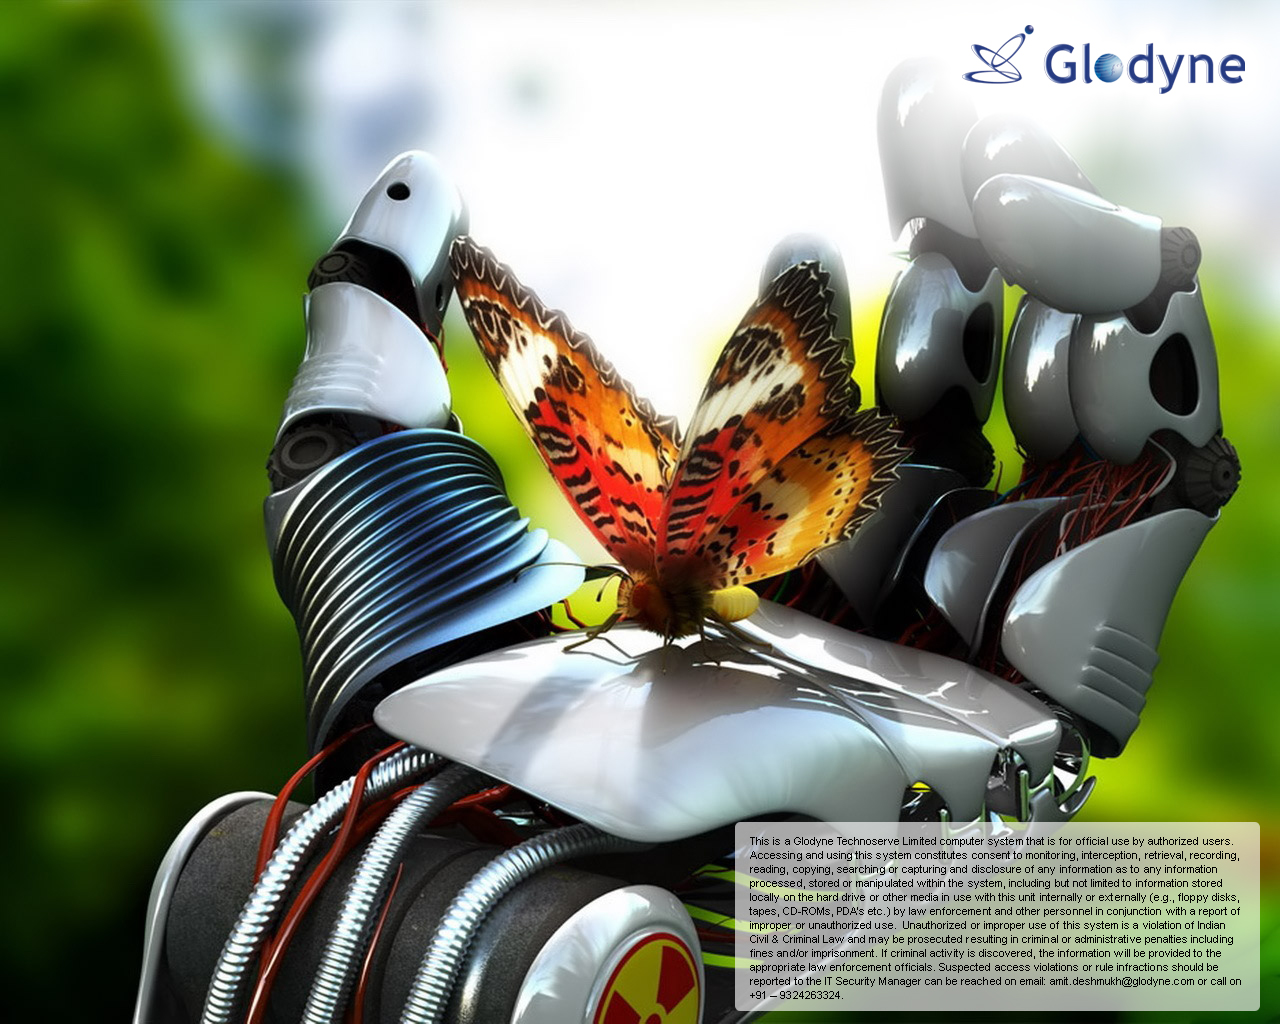 Glodyne
This is a Glodyne Technoserve Limited computer system that is for official use by authorized users.
Accessing and using this system constitutes consent to monitoring, interception, retrieval, recording,
reading, copying, searching or capturing and disclosure of any information as to any information
processed, stored or manipulated within the system, including but not limited to information stored
locally on the hard drive or other media in use with this unit internally or externally (e.g., floppy disks,
tapes, CD-ROMs, PDA's etc.) by law enforcement and other personnel in conjunction with a report of
improper or unauthorized use. Unauthorized or improper use of this system is a violation of Indian
Civil & Criminal Law and may be prosecuted resulting in criminal or administrative penalties including
fines and/or imprisonment. If criminal activity is discovered, the information will be provided to the
appropriate law enforcement officials. Suspected access violations or rule infractions should be
reported to the IT Security Manager can be reached on email: amit.deshmukh@glodyne.com or call on
+91 – 9324263324.